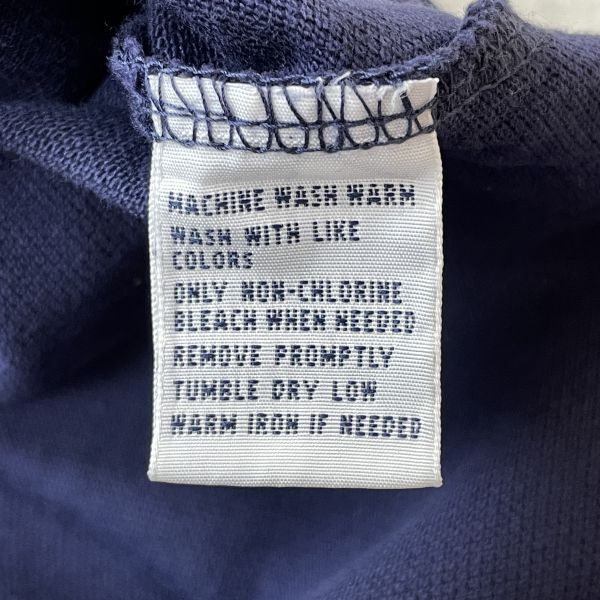 MACHINE WASH WARM
WASH WITH LIKE
COLORS
ONLY NON-CHLORINE
BLEACH WHEN NEEDED
REMOVE PROMPTLY
TUMBLE DRY LOW
WARM IRON IF NEEDED